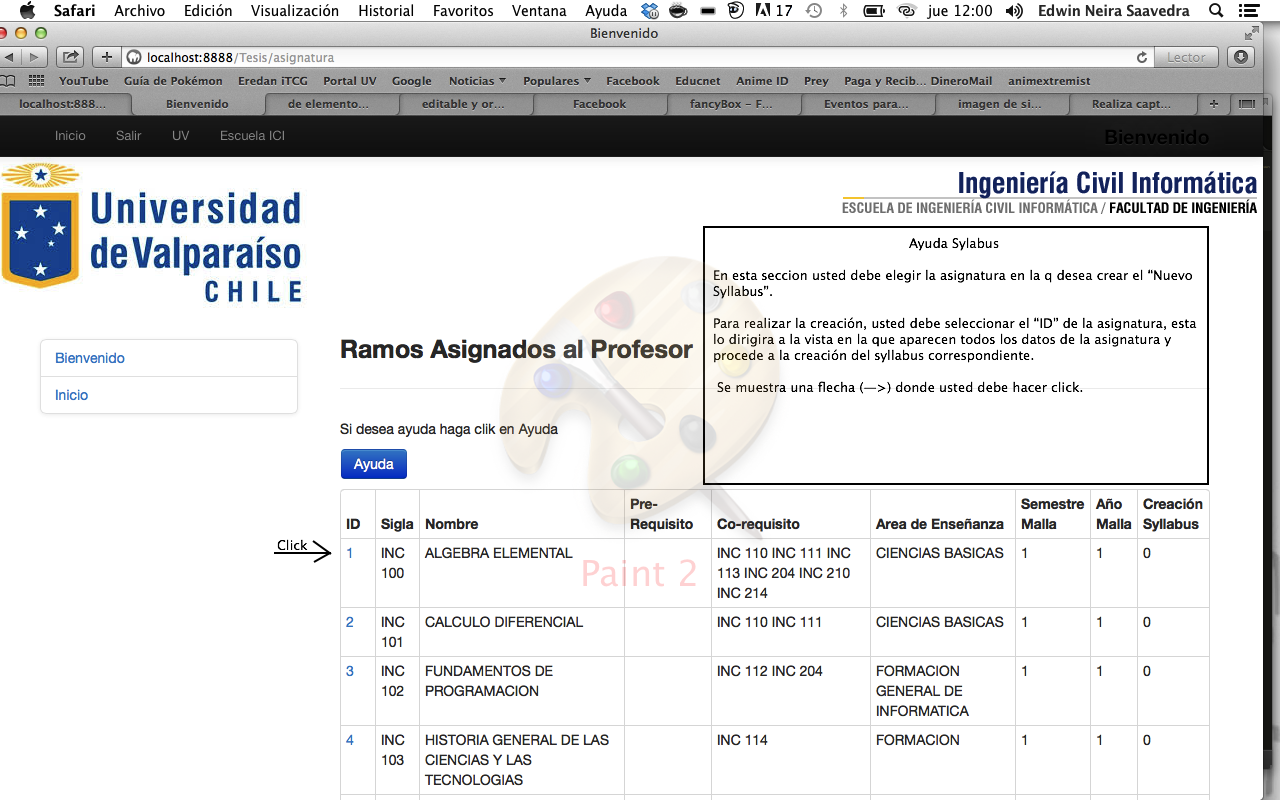 Safari Archivo Edición Visualización Historial Favoritos Ventana Ayuda 17 jue 12:00 Edwin Neira Saavedra
Bienvenido
localhost:8888/Tesis/asignatura Lector
YouTube Guía de Pokémon Eredan iTCG Portal UV Google Noticias Populares Facebook Educnet Anime ID Prey Paga y Recib... DineroMail animextremist
localhost:888... Bienvenido de elemento... editable y or... Facebook fancyBox – F... Eventos para... imagen de si... Realiza capt...
Inicio Salir UV Escuela ICI Bienvenido
Universidad
de Valparaíso
CHILE
Ingeniería Civil Informática
ESCUELA DE INGENIERÍA CIVIL INFORMÁTICA / FACULTAD DE INGENIERÍA
Ayuda Sylabus
En esta seccion usted debe elegir la asignatura en la q desea crear el “Nuevo
Syllabus”.
Para realizar la creación, usted debe seleccionar el “ID” de la asignatura, esta
lo dirigira a la vista en la que aparecen todos los datos de la asignatura y
procede a la creación del syllabus correspondiente.
Se muestra una flecha (—>) donde usted debe hacer click.
Bienvenido
Inicio
Ramos Asignados al Profesor
Si desea ayuda haga clik en Ayuda
Ayuda
Pre- Semestre Año Creación
ID Sigla Nombre Requisito Co-requisito Area de Enseñanza Malla Malla Syllabus
Click
1 INC ALGEBRA ELEMENTAL INC 110 INC 111 INC CIENCIAS BASICAS 1 1 0
100 113 INC 204 INC 210
INC 214
Paint 2
2 INC CALCULO DIFERENCIAL INC 110 INC 111 CIENCIAS BASICAS 1 1 0
101
3 INC FUNDAMENTOS DE INC 112 INC 204 FORMACION 1 1 0
102 PROGRAMACION GENERAL DE
INFORMATICA
4 INC HISTORIA GENERAL DE LAS INC 114 FORMACION 1 1 0
103 CIENCIAS Y LAS
TECNOLOGIAS